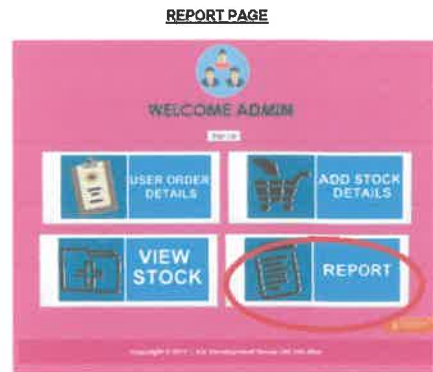 REPORT PAGE
WELCOME ADMIN
USER ORDER
DETAILS
ADD STOCK
DETAILS
VIEW
STOCK
REPORT